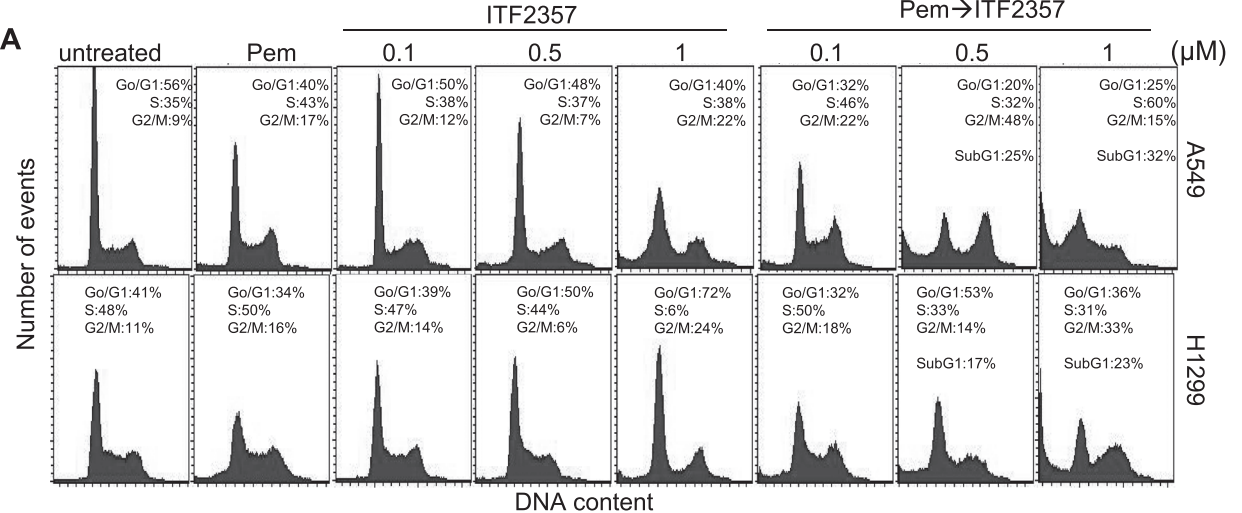 A
ITF2357
Pem→ITF2357
untreated
Pem
0.1
0.5
1
0.1
0.5
1
(µM)
Go/G1:56%
S:35%
G2/M:9%
Go/G1:40%
S:43%
G2/M:17%
Go/G1:50%
S:38%
G2/M:12%
Go/G1:48%
S:37%
G2/M:7%
Go/G1:40%
S:38%
G2/M:22%
Go/G1:32%
S:46%
G2/M:22%
Go/G1:20%
S:32%
G2/M:48%
SubG1:25%
Go/G1:25%
S:60%
G2/M:15%
SubG1:32%
A549
Number of events
Go/G1:41%
S:48%
G2/M:11%
Go/G1:34%
S:50%
G2/M:16%
Go/G1:39%
S:47%
G2/M:14%
Go/G1:50%
S:44%
G2/M:6%
Go/G1:72%
S:6%
G2/M:24%
Go/G1:32%
S:50%
G2/M:18%
Go/G1:53%
S:33%
G2/M:14%
SubG1:17%
Go/G1:36%
S:31%
G2/M:33%
SubG1:23%
H1299
DNA content